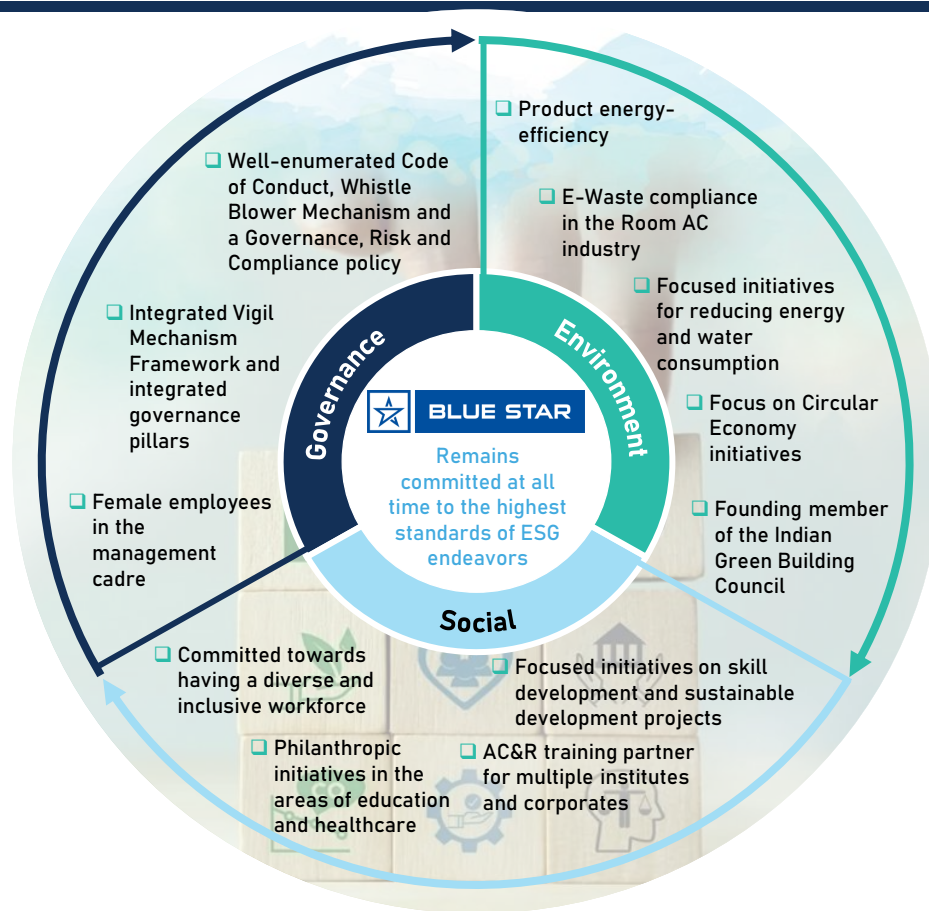 Product energy-
efficiency
E-Waste compliance
in the Room AC
industry
Focused initiatives
for reducing energy
and water
consumption
Focus on Circular
Economy
initiatives
Founding member
of the Indian
Green Building
Council
Well-enumerated Code
of Conduct, Whistle
Blower Mechanism and
a Governance, Risk and
Compliance policy
Integrated Vigil
Mechanism
Framework and
integrated
governance
pillars
Female employees
in the
management
cadre
Governance
Environment
Social
BLUE STAR
Remains
committed at all
time to the highest
standards of ESG
endeavors
Committed towards
having a diverse and
inclusive workforce
Philanthropic
initiatives in the
areas of education
and healthcare
Focused initiatives on skill
development and sustainable
development projects
AC&R training partner
for multiple institutes
and corporates